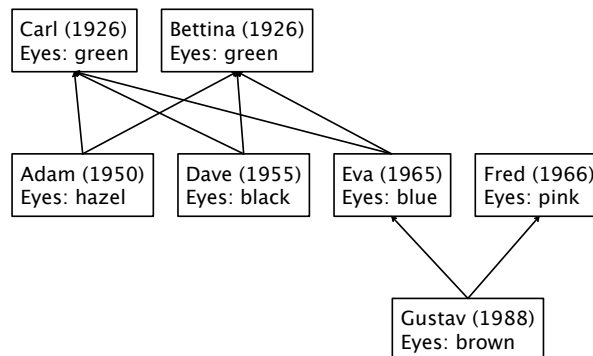 Carl (1926)
Eyes: green
Bettina (1926)
Eyes: green
Adam (1950)
Eyes: hazel
Dave (1955)
Eyes: black
Eva (1965)
Eyes: blue
Fred (1966)
Eyes: pink
Gustav (1988)
Eyes: brown